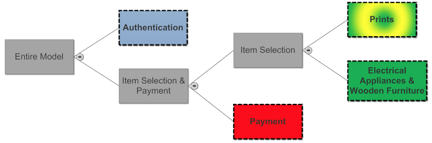 Prints
Authentication
Item Selection
Entire Model
Item Selection &
Payment
Electrical
Appliances &
Wooden Furniture
Payment